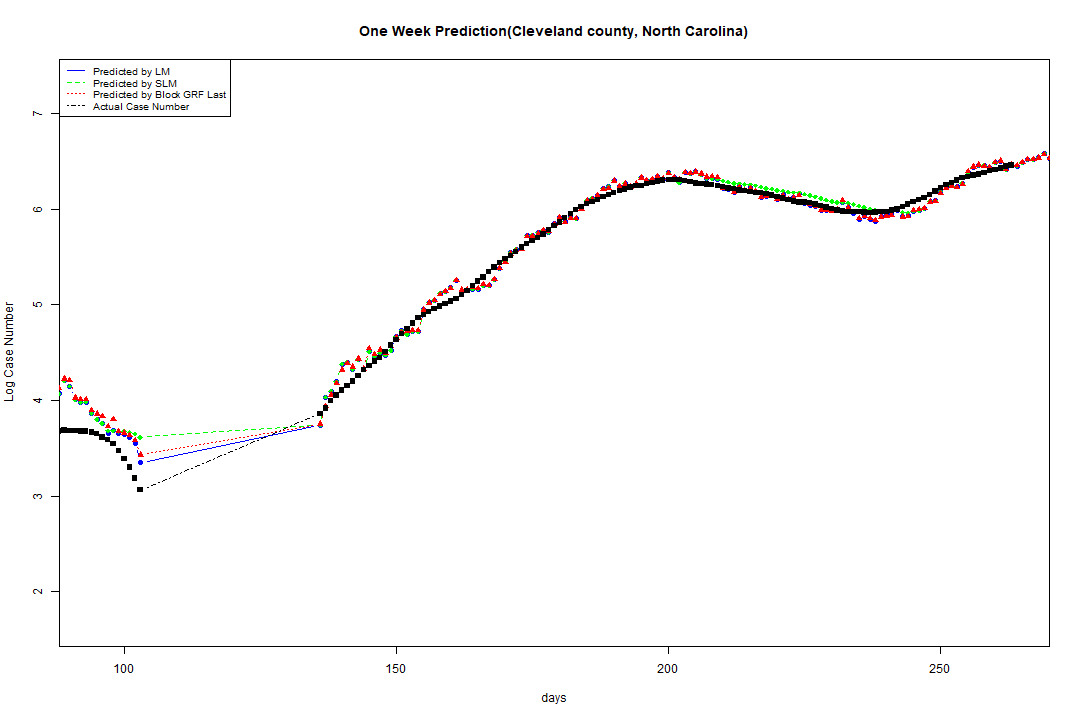 One Week Prediction(Cleveland county, North Carolina)
Predicted by LM
Predicted by SLM
Predicted by Block GRF Last
Actual Case Number
7
6
5
4
3
2
Log Case Number
100 150 200 250
days